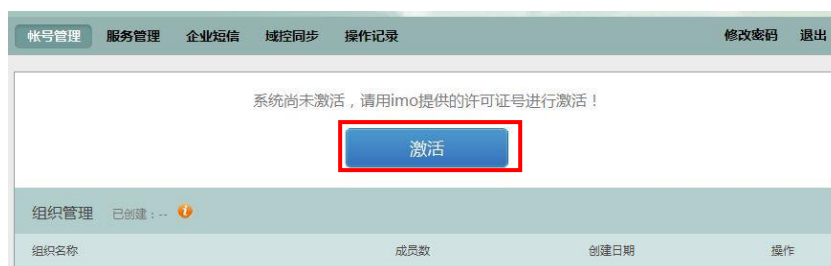 帐号管理 服务管理 企业短信 域控同步 操作记录 修改密码 退出
系统尚未激活，请用imo提供的许可证号进行激活！
激活
组织管理 已创建：--
组织名称 成员数 创建日期 操作